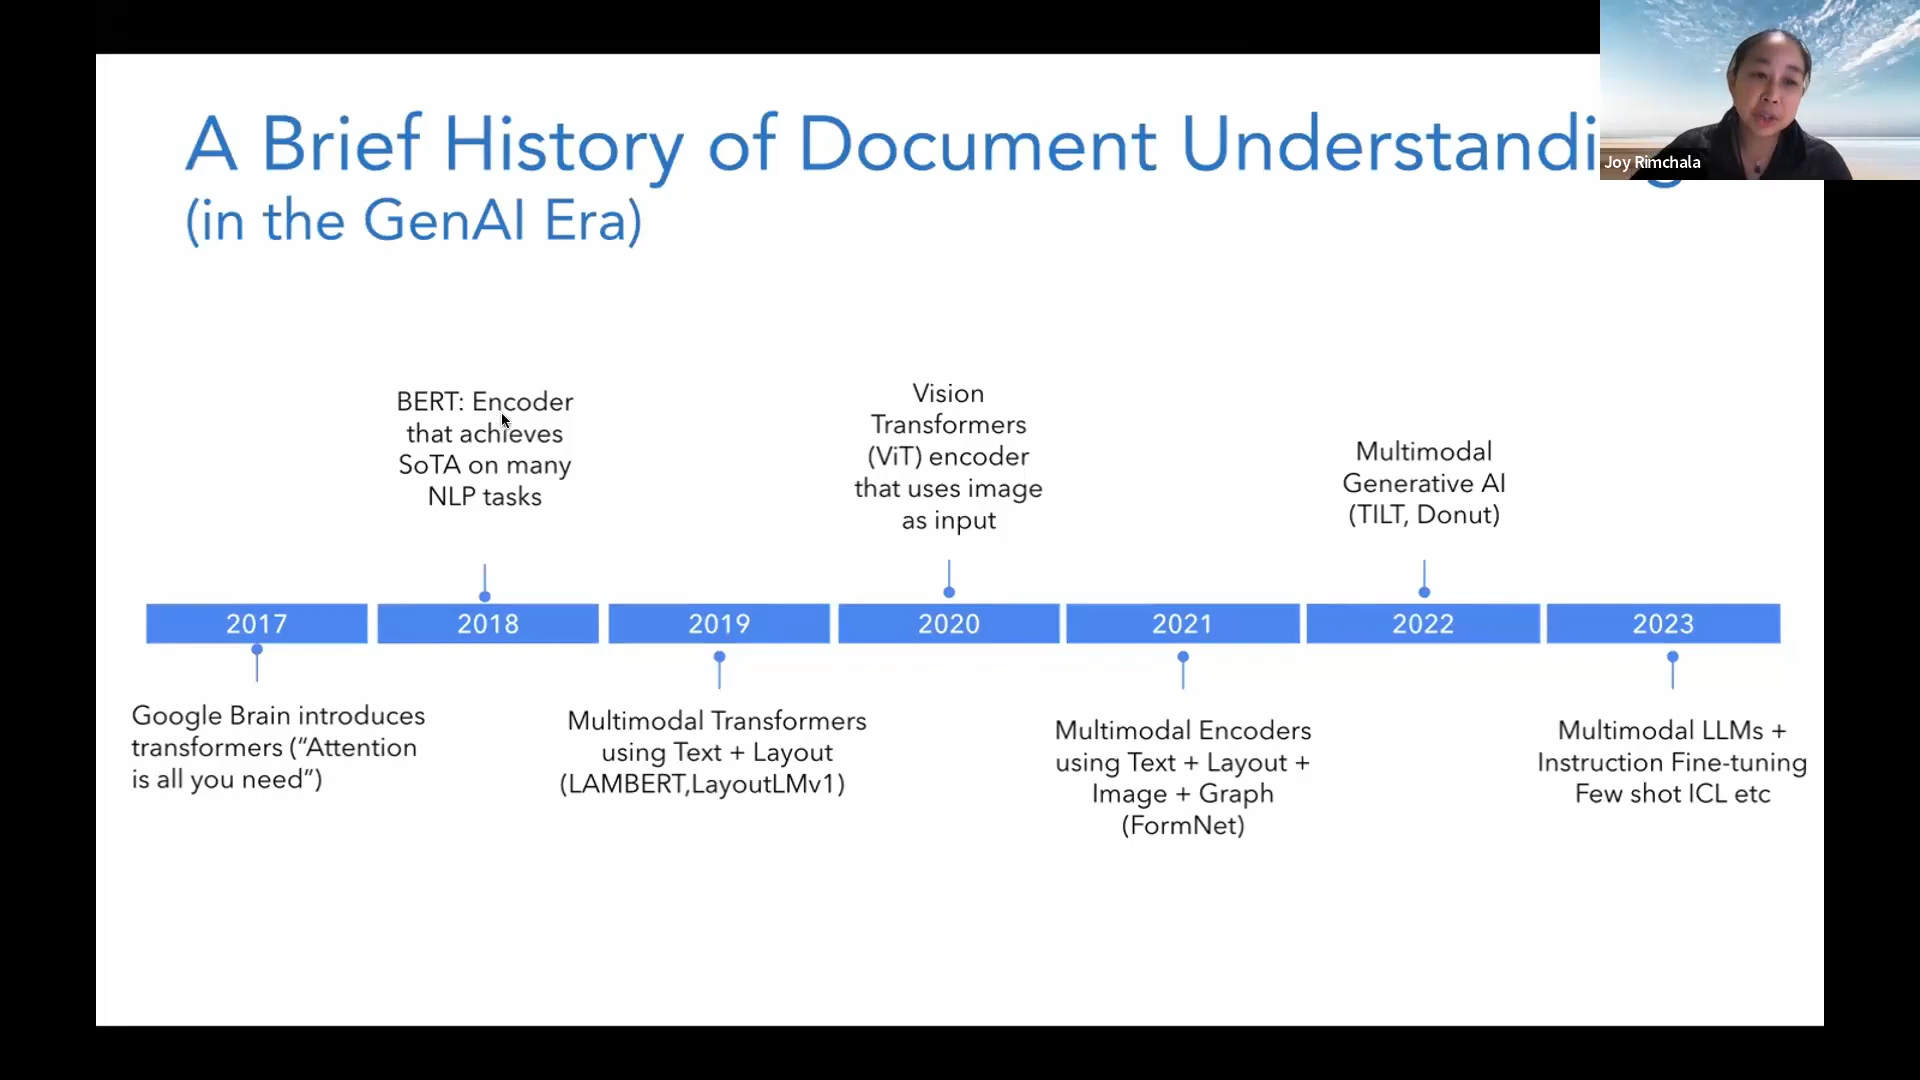 A Brief History of Document Understandi
(in the GenAI Era)
Joy Rimchala
BERT: Encoder
that achieves
SoTA on many
NLP tasks
Vision
Transformers
(ViT) encoder
that uses image
as input
Multimodal
Generative AI
(TILT, Donut)
2017
2018
2019
2020
2021
2022
2023
Google Brain introduces
transformers (“Attention
is all you need”)
Multimodal Transformers
using Text + Layout
(LAMBERT,LayoutLMv1)
Multimodal Encoders
using Text + Layout +
Image + Graph
(FormNet)
Multimodal LLMs +
Instruction Fine-tuning
Few shot ICL etc